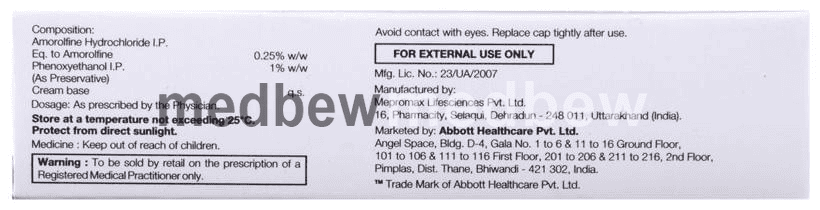 Composition:
Amorolfine Hydrochloride I.P.
Eq. to Amorolfine 0.25% w/w
Phenoxyethanol I.P. 1% w/w
(As Preservative)
Cream base q.s.
Dosage: As prescribed by the Physician.
Store at a temperature not exceeding 25°C.
Protect from direct sunlight.
Medicine : Keep out of reach of children.
Warning : To be sold by retail on the prescription of a
Registered Medical Practitioner only.
Avoid contact with eyes. Replace cap tightly after use.
FOR EXTERNAL USE ONLY
Mfg. Lic. No.: 23/UA/2007
Manufactured by:
Mepromax Lifesciences Pvt. Ltd.
16, Pharmacity, Selaqui, Dehradun - 248 011, Uttarakhand (India).
Marketed by: Abbott Healthcare Pvt. Ltd.
Angel Space, Bldg. D-4, Gala No. 1 to 6 & 11 to 16 Ground Floor,
101 to 106 & 111 to 116 First Floor, 201 to 206 & 211 to 216, 2nd Floor,
Pimplas, Dist. Thane, Bhiwandi - 421 302, India.
™ Trade Mark of Abbott Healthcare Pvt. Ltd.
medbew medbew